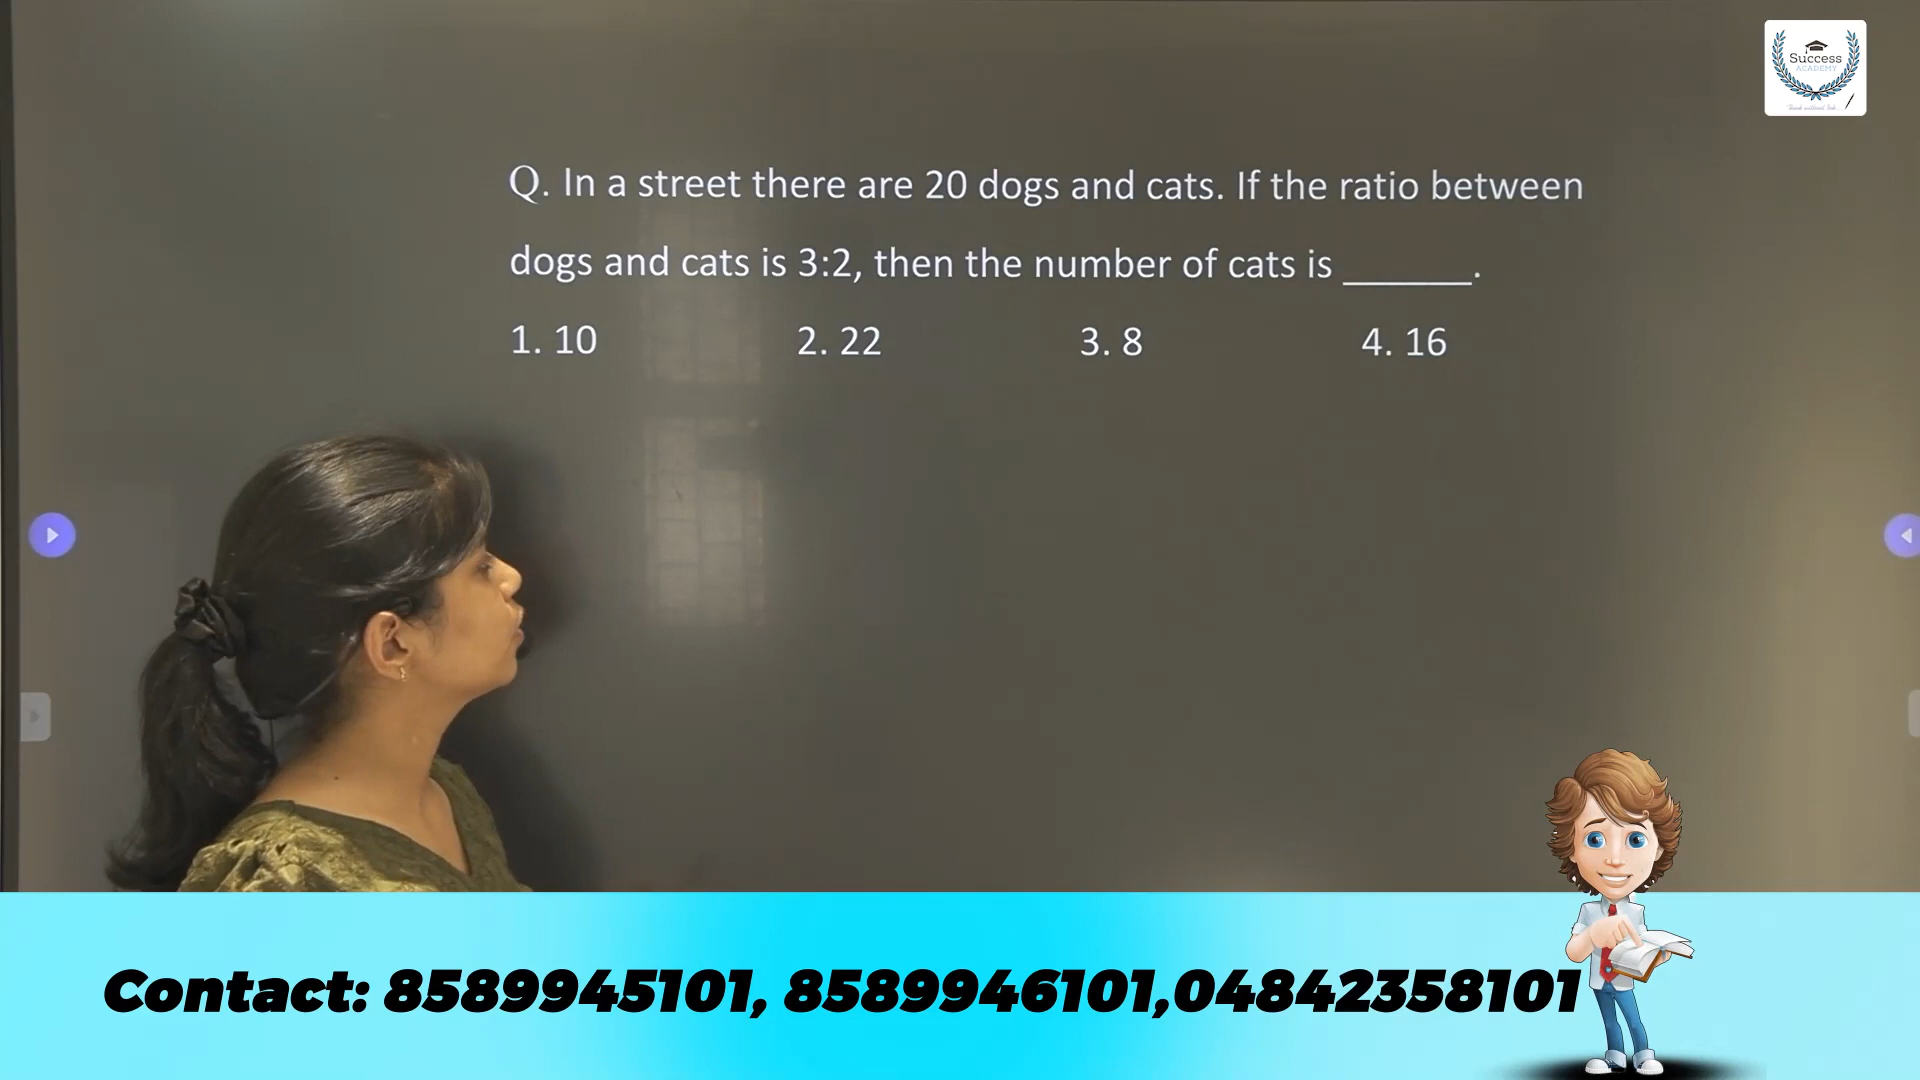 Success
ACADEMY
Q. In a street there are 20 dogs and cats. If the ratio between
dogs and cats is 3:2, then the number of cats is ______.
1. 10 2. 22 3. 8 4. 16
Contact: 8589945101, 8589946101,04842358101